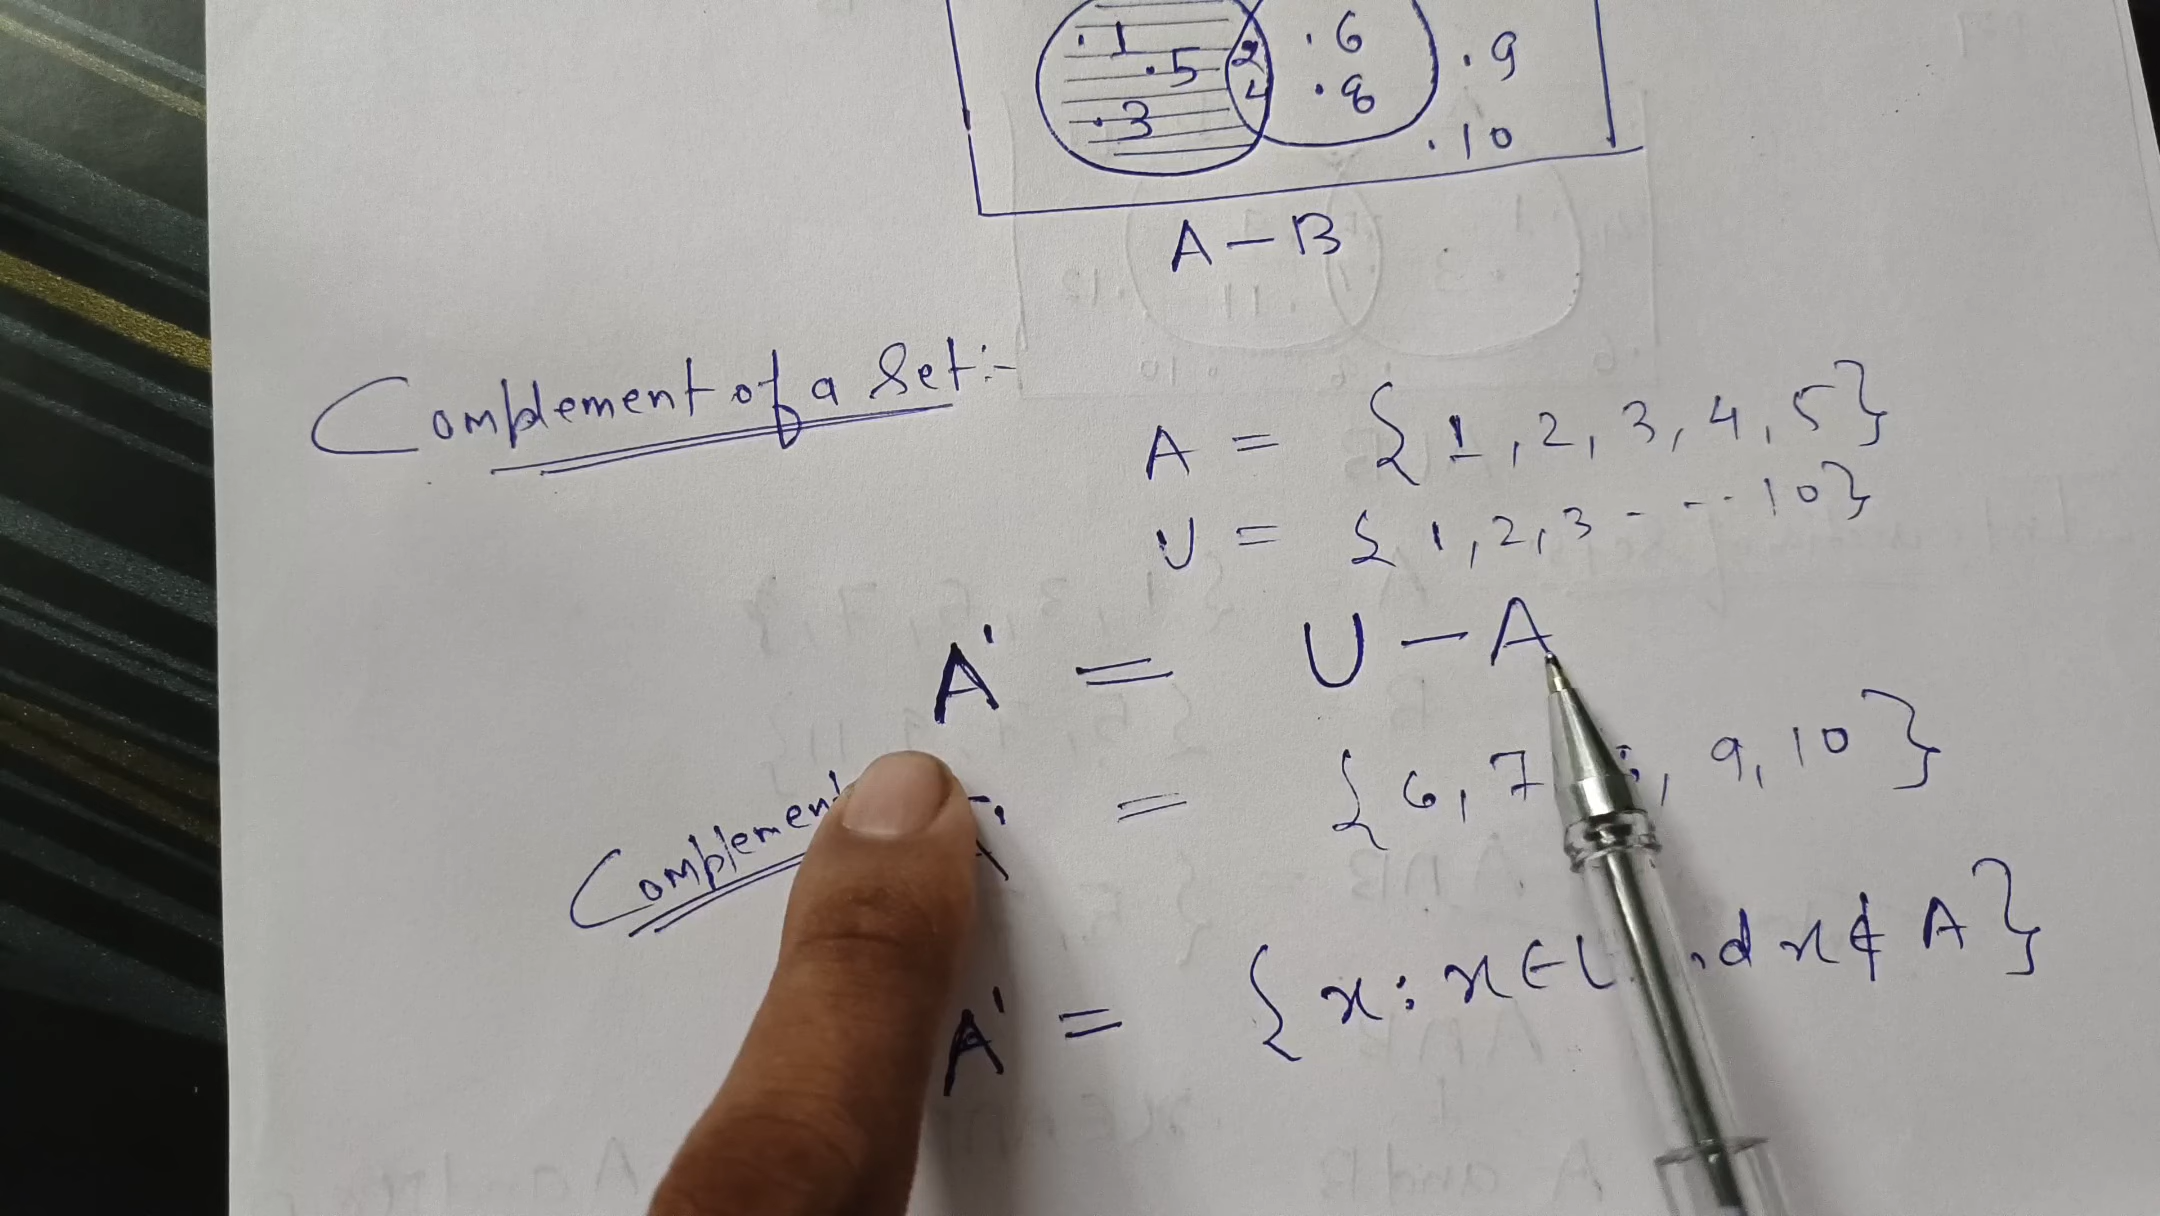 .1 .5 2 .6 .9
.3 4 .8 .10
A - B
Complement of a Set :-
A = {1, 2, 3, 4, 5}
U = {1, 2, 3 - - .. 10}
A' = U - A
= {6, 7 , 9, 10}
Complement
A' = {x : x ∈ x ∉ A}